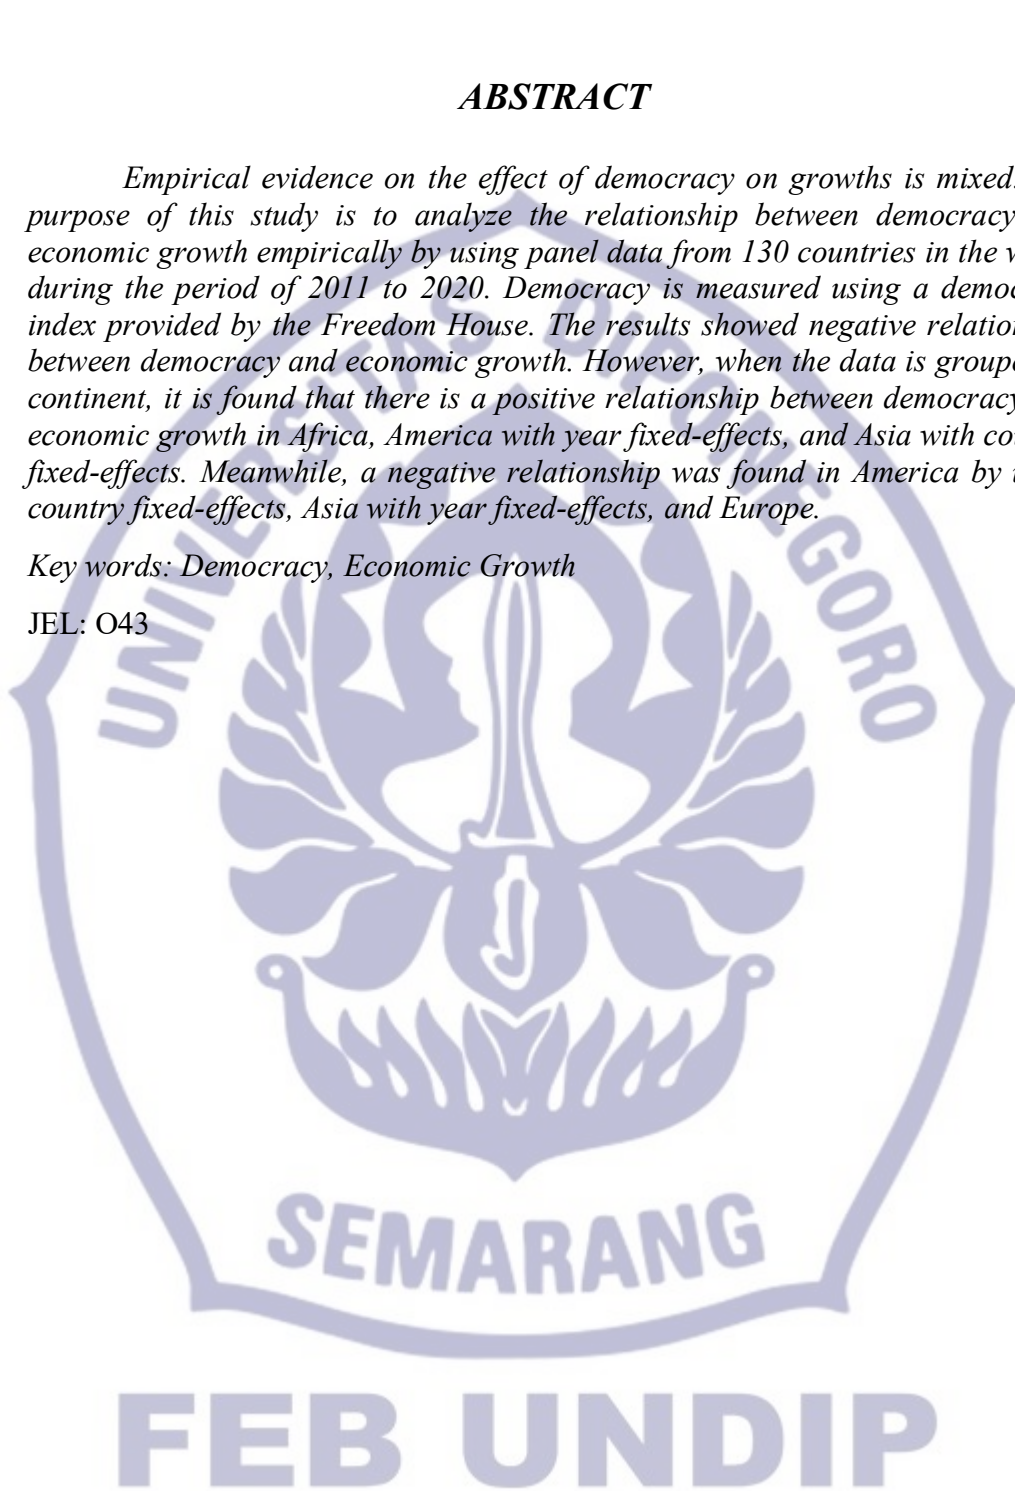 ABSTRACT
Empirical evidence on the effect of democracy on growths is mixed.
purpose of this study is to analyze the relationship between democracy
economic growth empirically by using panel data from 130 countries in the
during the period of 2011 to 2020. Democracy is measured using a
index provided by the Freedom House. The results showed negative
between democracy and economic growth. However, when the data is
continent, it is found that there is a positive relationship between democracy
economic growth in Africa, America with year fixed-effects, and Asia with
fixed-effects. Meanwhile, a negative relationship was found in America by
country fixed-effects, Asia with year fixed-effects, and Europe.
Key words: Democracy, Economic Growth
JEL: O43
UNIVERSITAS DIPONEGORO
SEMARANG
FEB UNDIP